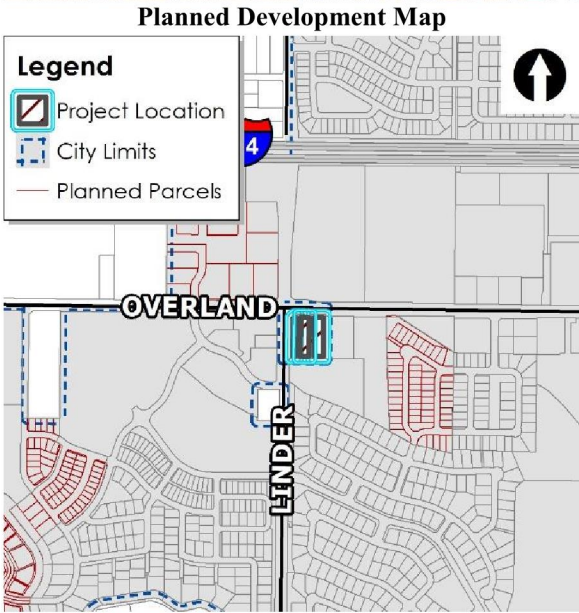 Planned Development Map
Legend
Project Location
City Limits
Planned Parcels
4
OVERLAND
LINDER